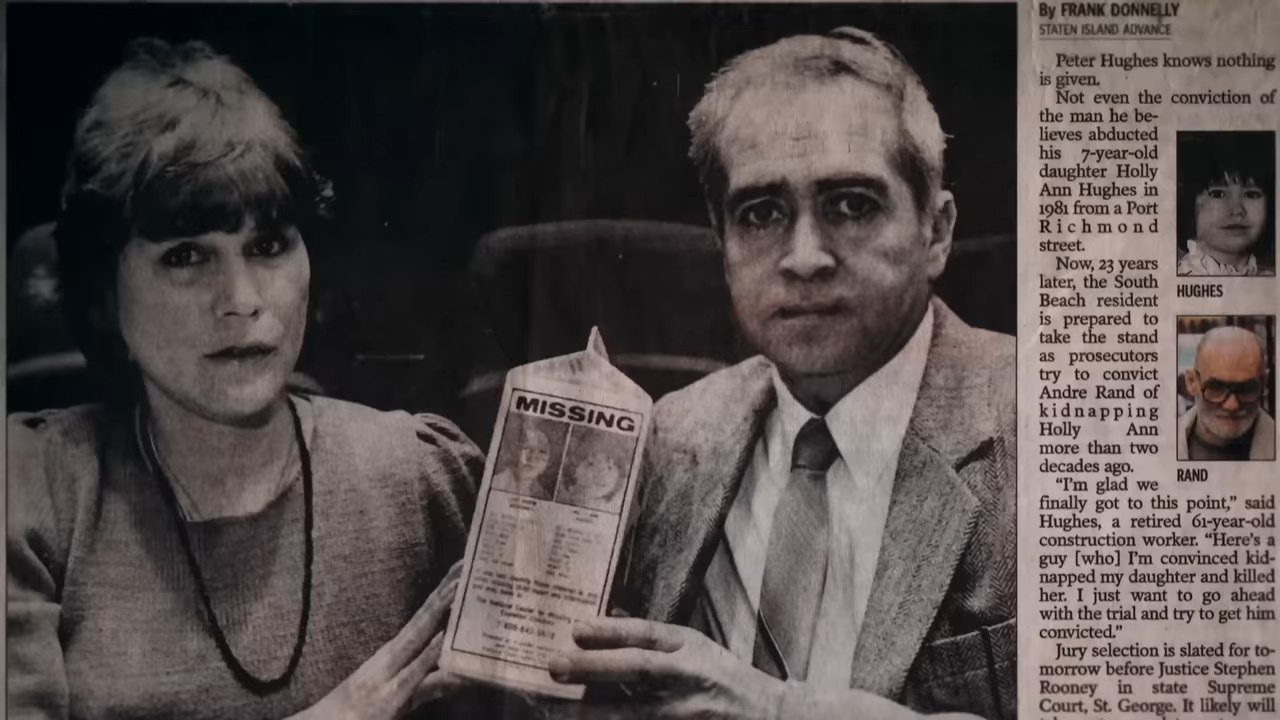 By FRANK DONNELLY
STATEN ISLAND ADVANCE
Peter Hughes knows nothing
is given.
Not even the conviction of
the man he be-
lieves abducted
his 7-year-old
daughter Holly
Ann Hughes in
1981 from a Port
Richmond
street.
Now, 23 years
later, the South
Beach resident
is prepared to
take the stand
as prosecutors
try to convict
Andre Rand of
kidnapping
Holly Ann
more than two
decades ago.
"I'm glad we
finally got to this point," said
Hughes, a retired 61-year-old
construction worker. "Here's a
guy [who] I'm convinced kid-
napped my daughter and killed
her. I just want to go ahead
with the trial and try to get him
convicted."
Jury selection is slated for to-
morrow before Justice Stephen
Rooney in state Supreme
Court, St. George. It likely will
HUGHES
RAND
MISSING